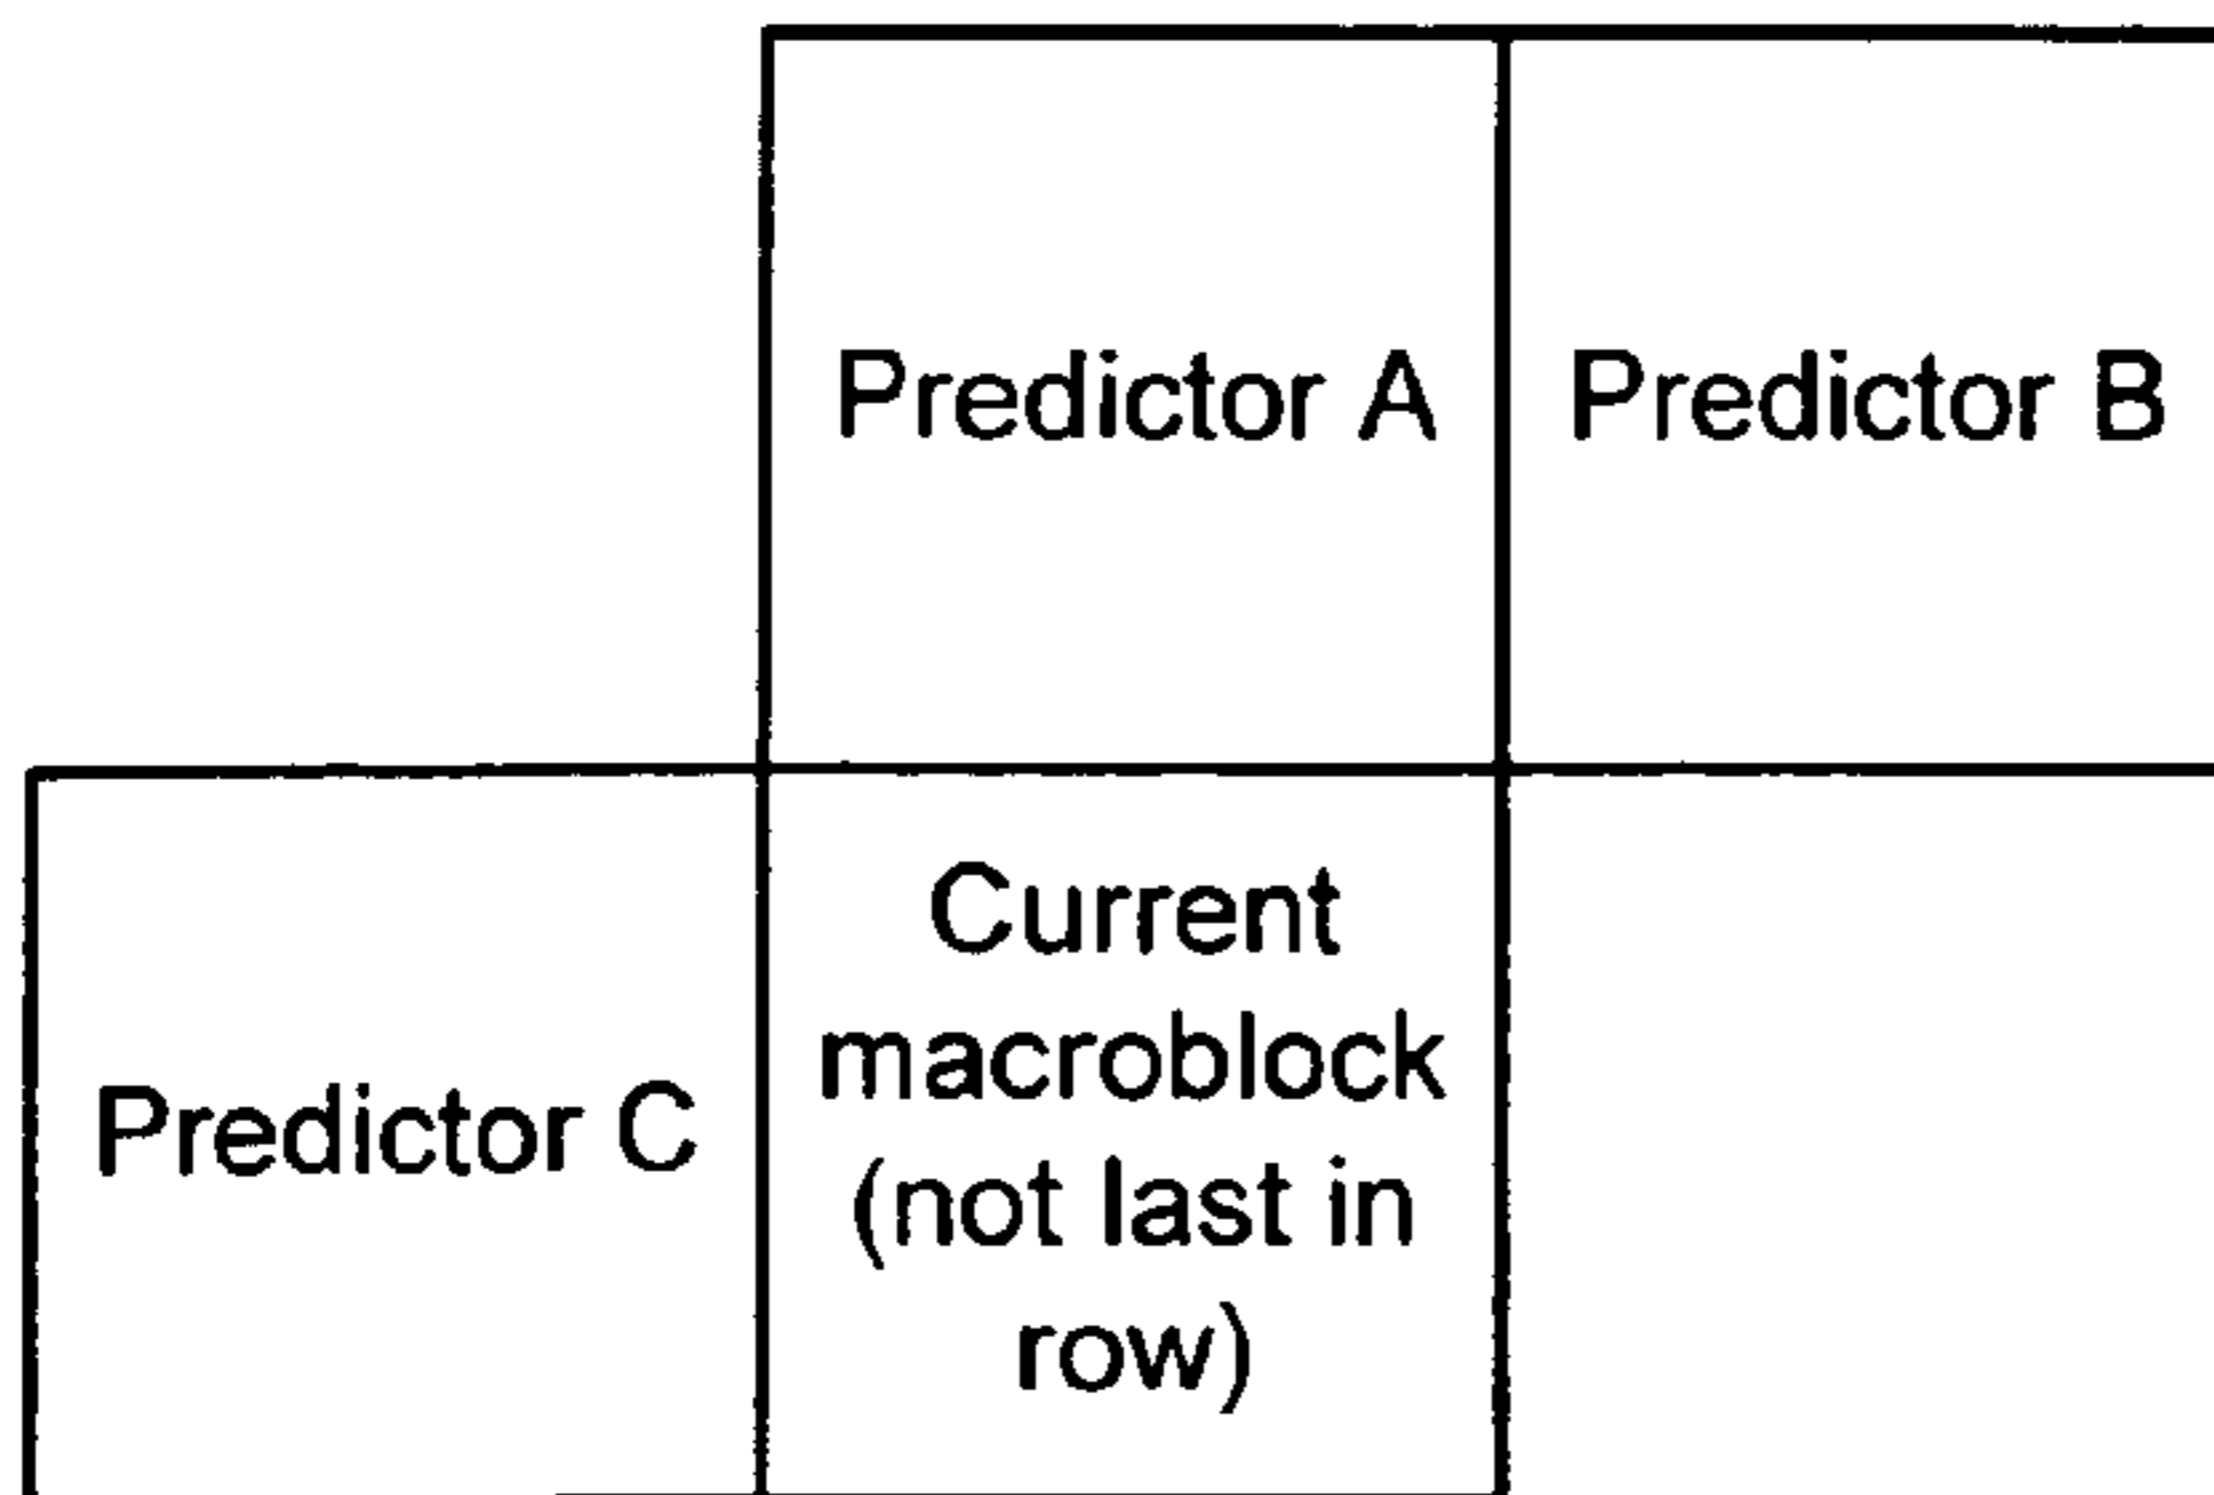 Predictor A
Predictor B
Predictor C
Current
macroblock
(not last in
row)